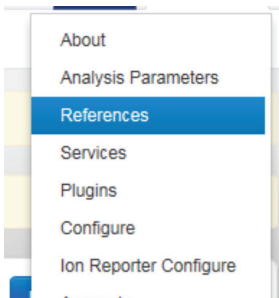 About
Analysis Parameters
References
Services
Plugins
Configure
Ion Reporter Configure